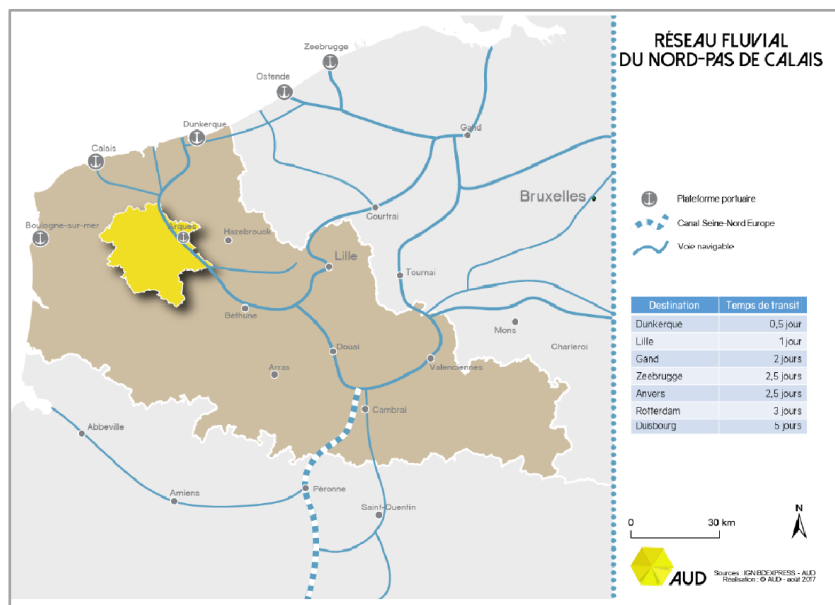 RÉSEAU FLUVIAL
DU NORD-PAS DE CALAIS
Zeebrugge
Ostende
Dunkerque
Calais
Gand
Bruxelles
Courtrai
Boulogne-sur-mer
Arques
Hazebrouck
Lille
Tournai
Béthune
Mons
Charleroi
Douai
Valenciennes
Arras
Cambrai
Abbeville
Amiens
Péronne
Saint-Quentin
Plateforme portuaire
Canal Seine-Nord Europe
Voie navigable
Destination Temps de transit
Dunkerque 0,5 jour
Lille 1 jour
Gand 2 jours
Zeebrugge 2,5 jours
Anvers 2,5 jours
Rotterdam 3 jours
Duisbourg 5 jours
N
0 30 km
AUD
Sources : IGN BDEXPRESS - AUD
Réalisation : © AUD - août 2017